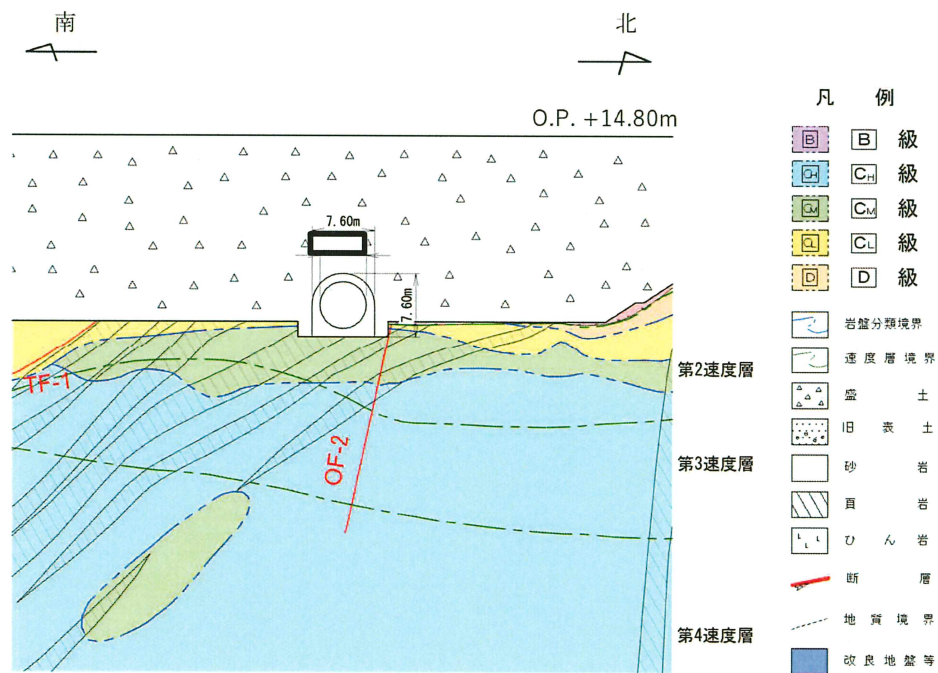 南
北
O.P. +14.80m
7.60m
7.60m
TF-1
OF-2
第2速度層
第3速度層
第4速度層
凡 例
B B 級
CH CH 級
CM CM 級
CL CL 級
D D 級
岩盤分類境界
速度層境界
盛土
旧表土
砂岩
頁岩
ひん岩
断層
地質境界
改良地盤等